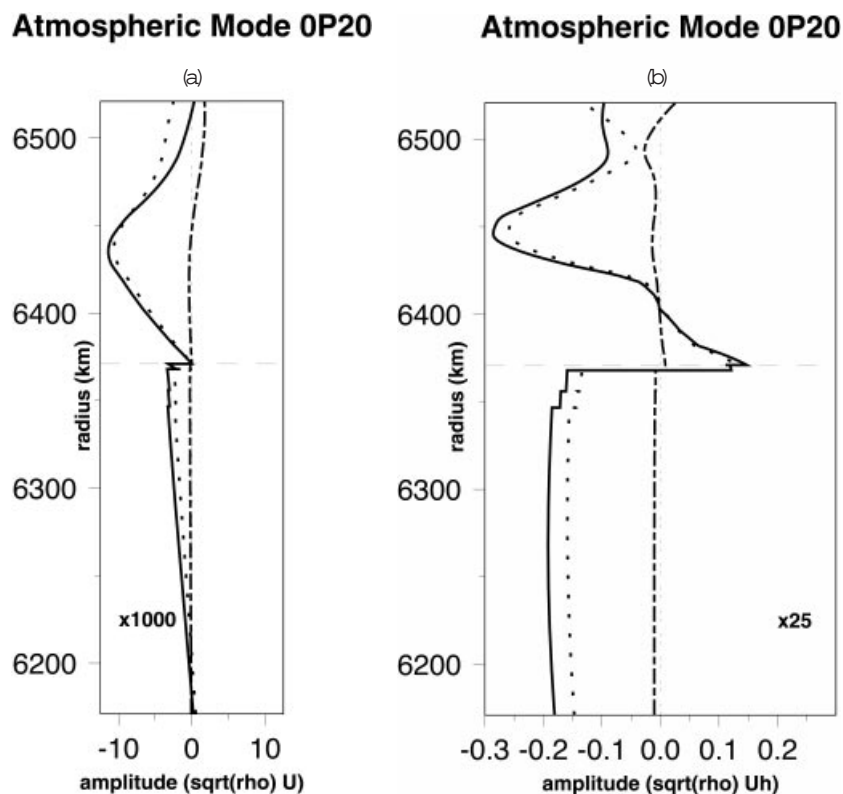 Atmospheric Mode 0P20
(a)
6500
6400
6300
6200
radius (km)
x1000
-10 0 10
amplitude (sqrt(rho) U)
Atmospheric Mode 0P20
(b)
6500
6400
6300
6200
radius (km)
x25
-0.3 -0.2 -0.1 0.0 0.1 0.2
amplitude (sqrt(rho) Uh)